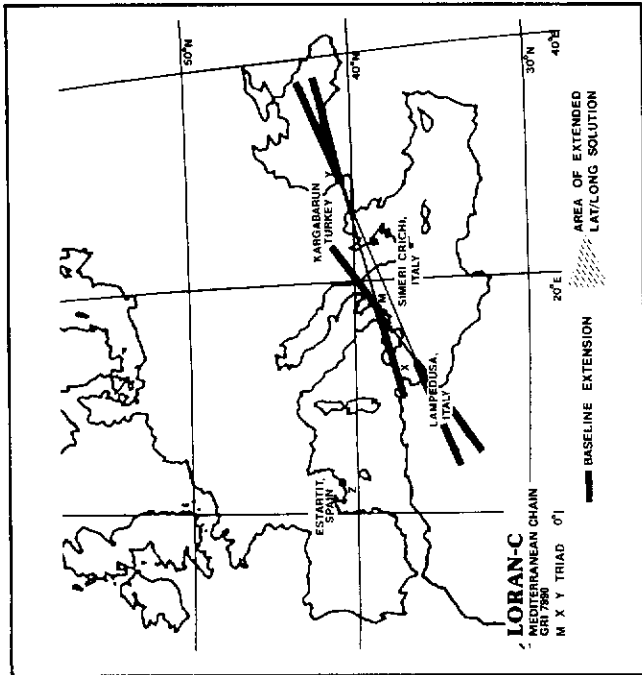 50°N
40°N
30°N
40°E
20°E
0°
KARGABARUN
TURKEY
Y
SIMERI CRICHI,
ITALY
M
X
LAMPEDUSA,
ITALY
ESTARTIT,
SPAIN
Z
LORAN-C
MEDITERRANEAN CHAIN
GRI 7990
M X Y TRIAD
BASELINE EXTENSION
AREA OF EXTENDED
LAT/LONG SOLUTION